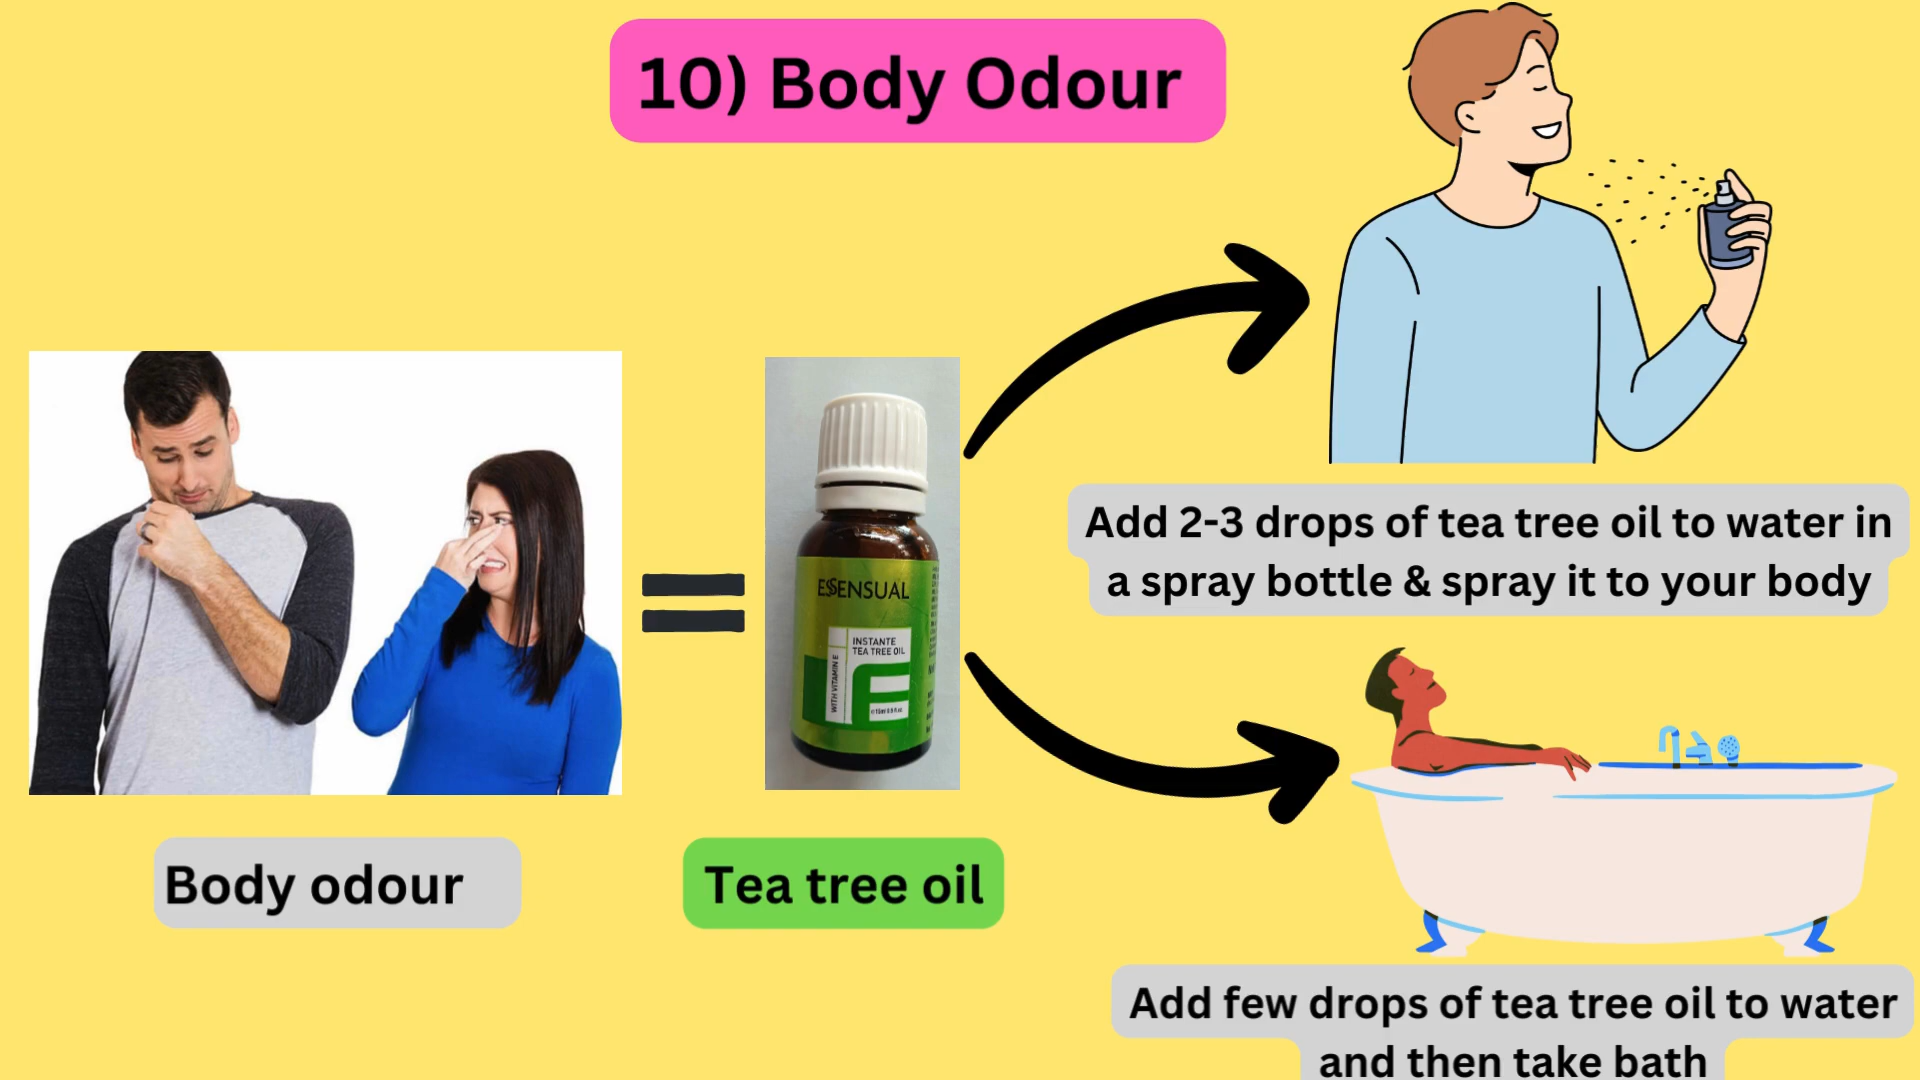 10) Body Odour
Add 2-3 drops of tea tree oil to water in
a spray bottle & spray it to your body
ESSENSUAL
INSTANTE
TEA TREE OIL
WITH VITAMIN E
Body odour
Tea tree oil
Add few drops of tea tree oil to water
and then take bath